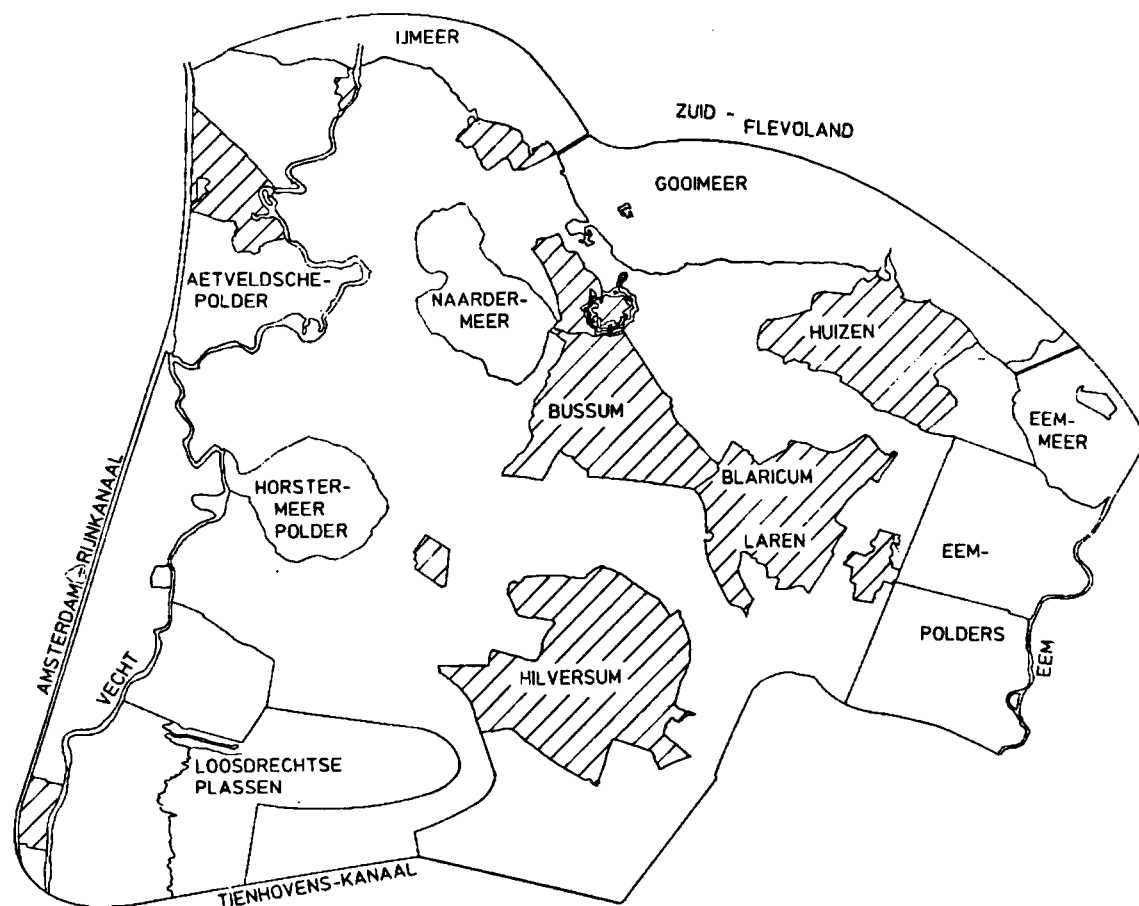 IJMEER
ZUID -
FLEVOLAND
GOOIMEER
AETVELDSCHE-
POLDER
NAARDER-
MEER
HUIZEN
BUSSUM
EEM-
MEER
HORSTER-
MEER
POLDER
BLARICUM
LAREN
EEM-
POLDERS
AMSTERDAM-RIJNKANAAL
VECHT
HILVERSUM
EEM
LOOSDRECHTSE
PLASSEN
TIENHOVENS-KANAAL